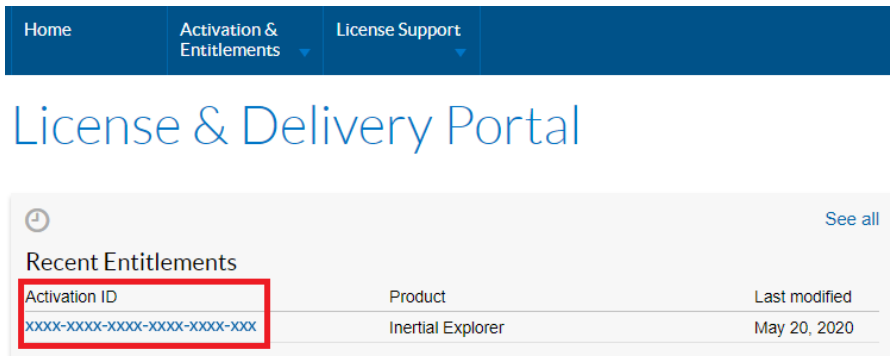 Home
Activation &
Entitlements
License Support
License & Delivery Portal
See all
Recent Entitlements
Activation ID Product Last modified
xxxx-xxxx-xxxx-xxxx-xxxx-xxx Inertial Explorer May 20, 2020